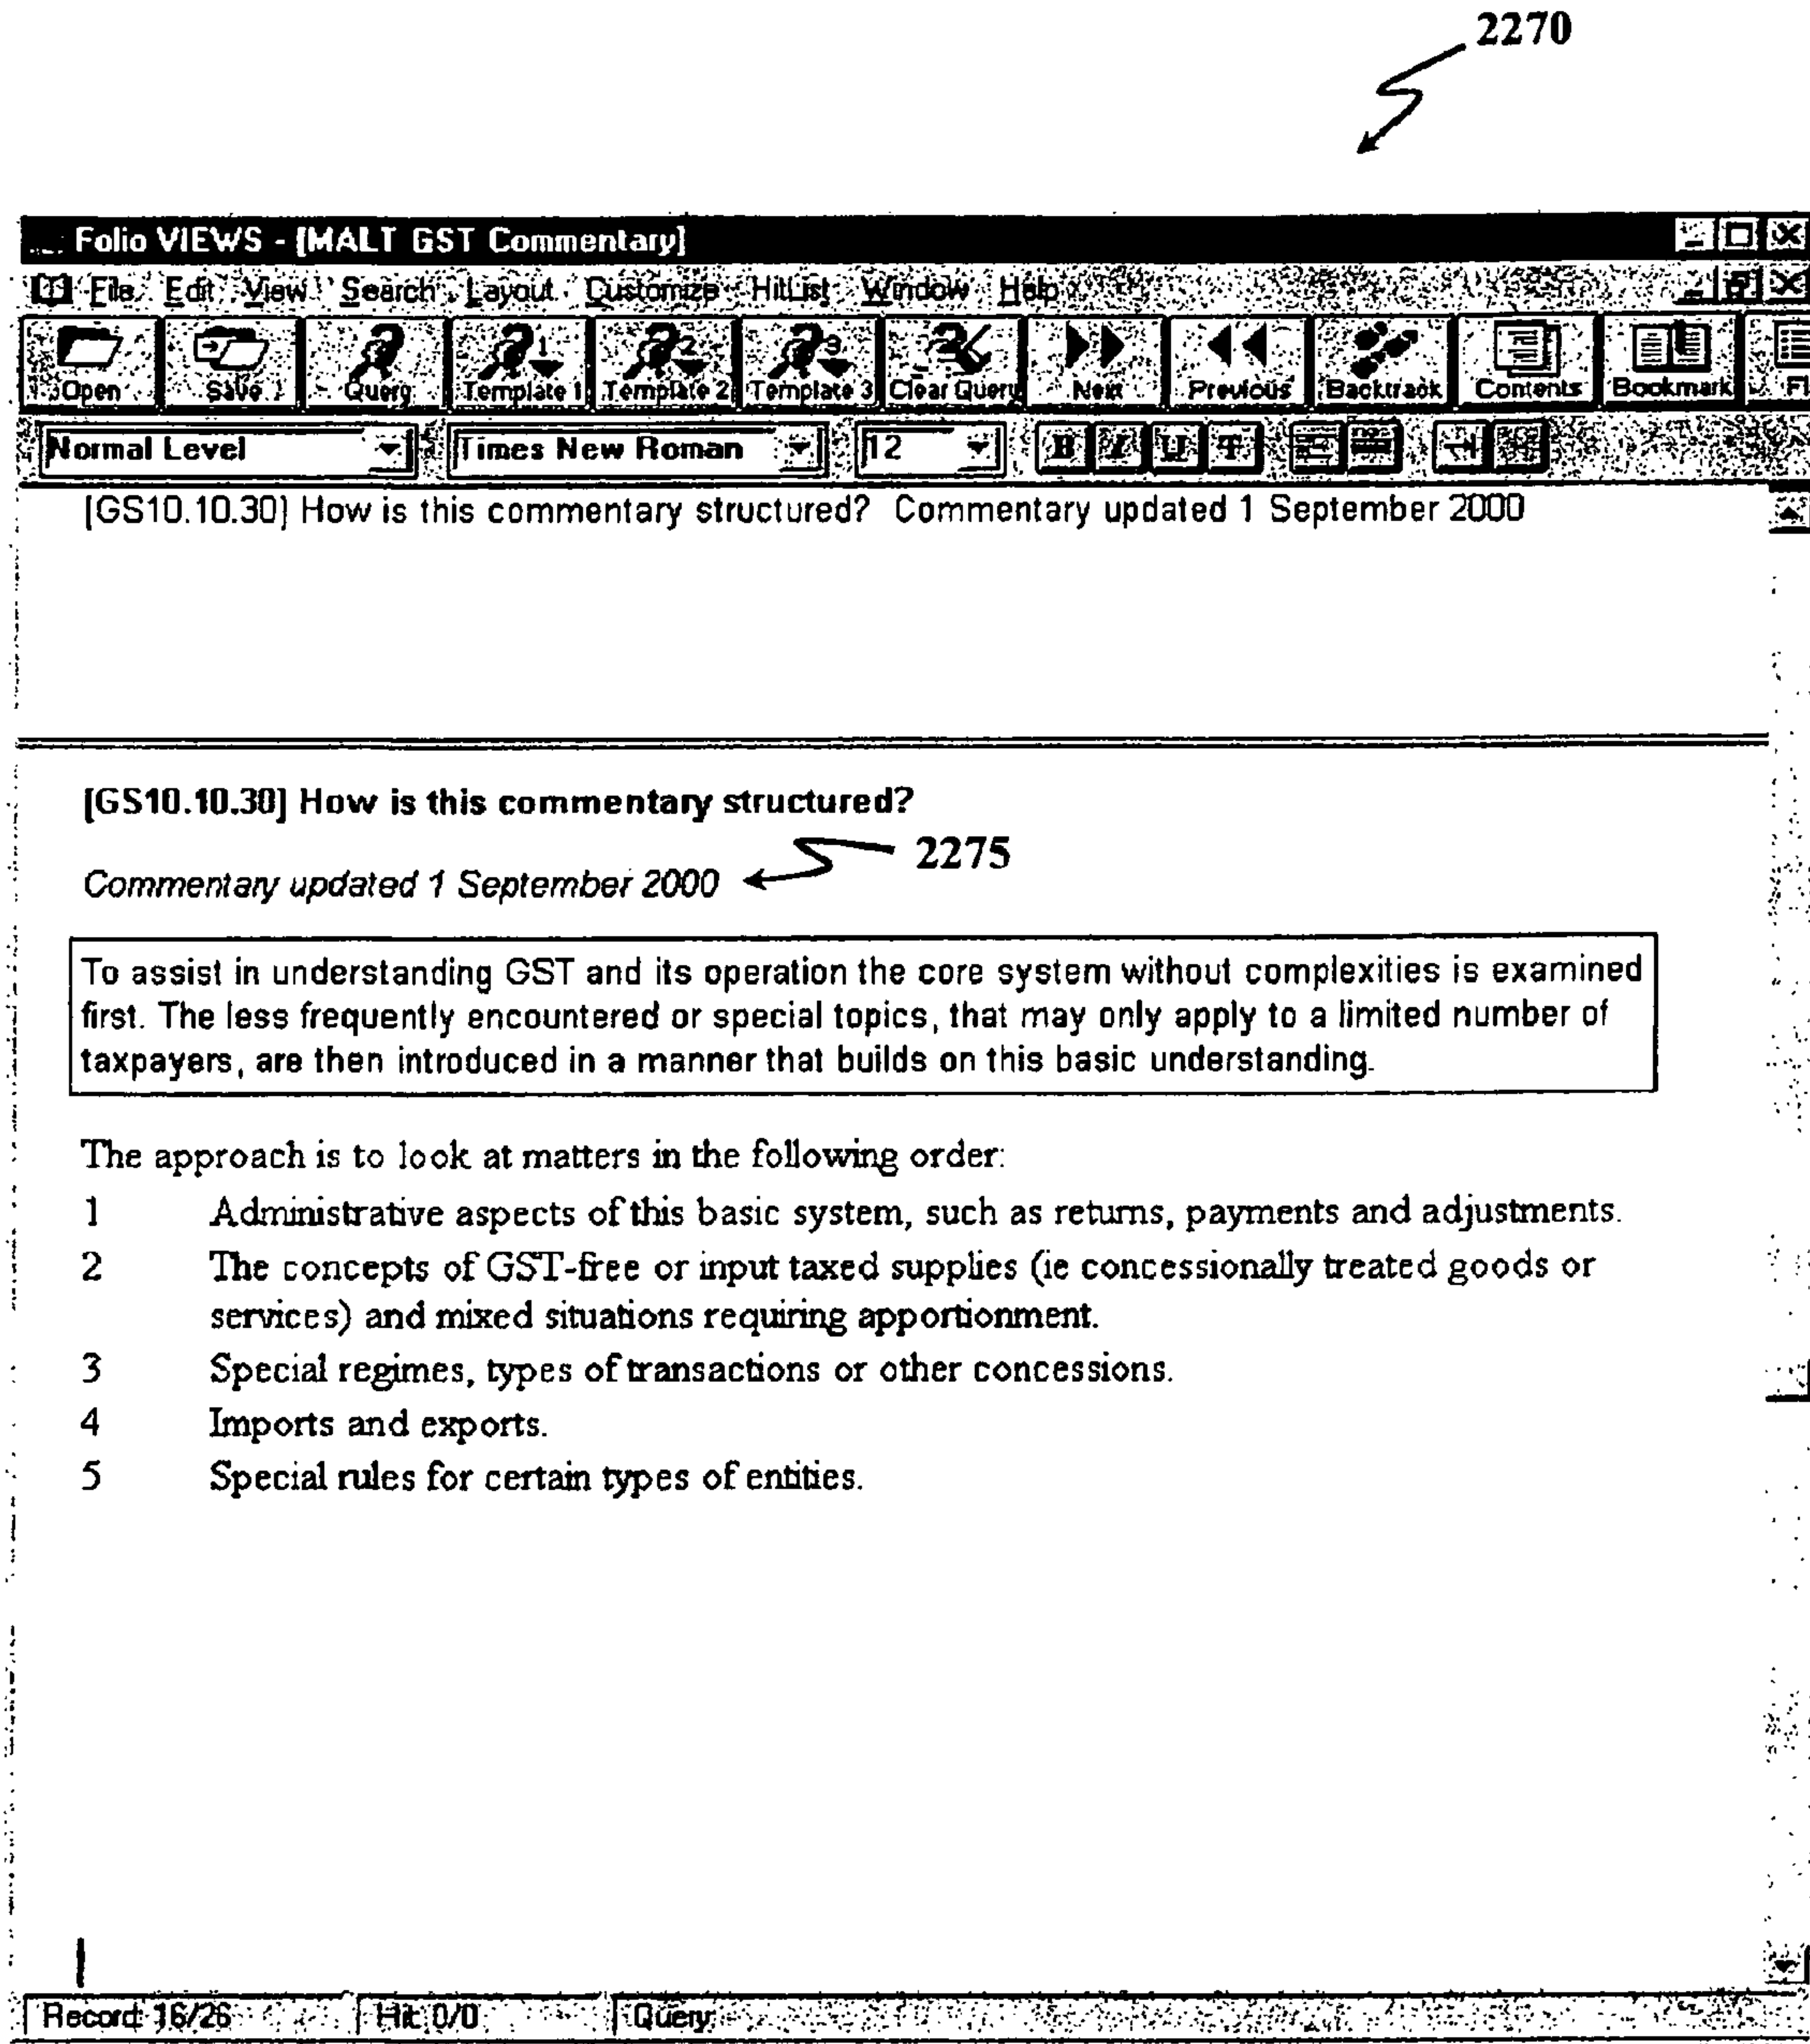 2270
Folio VIEWS - [MALT GST Commentary]
File Edit View Search Layout Customize HitList Window Help
Open Save Query Template 1 Template 2 Template 3 Clear Query Next Previous Backtrack Contents Bookmark
Normal Level Times New Roman 12 B I U
[GS10.10.30] How is this commentary structured? Commentary updated 1 September 2000
[GS10.10.30] How is this commentary structured?
2275
Commentary updated 1 September 2000
To assist in understanding GST and its operation the core system without complexities is examined
first. The less frequently encountered or special topics, that may only apply to a limited number of
taxpayers, are then introduced in a manner that builds on this basic understanding.
The approach is to look at matters in the following order:
1 Administrative aspects of this basic system, such as returns, payments and adjustments.
2 The concepts of GST-free or input taxed supplies (ie concessionally treated goods or
services) and mixed situations requiring apportionment.
3 Special regimes, types of transactions or other concessions.
4 Imports and exports.
5 Special rules for certain types of entities.
Record: 16/26 Hit: 0/0 Query: